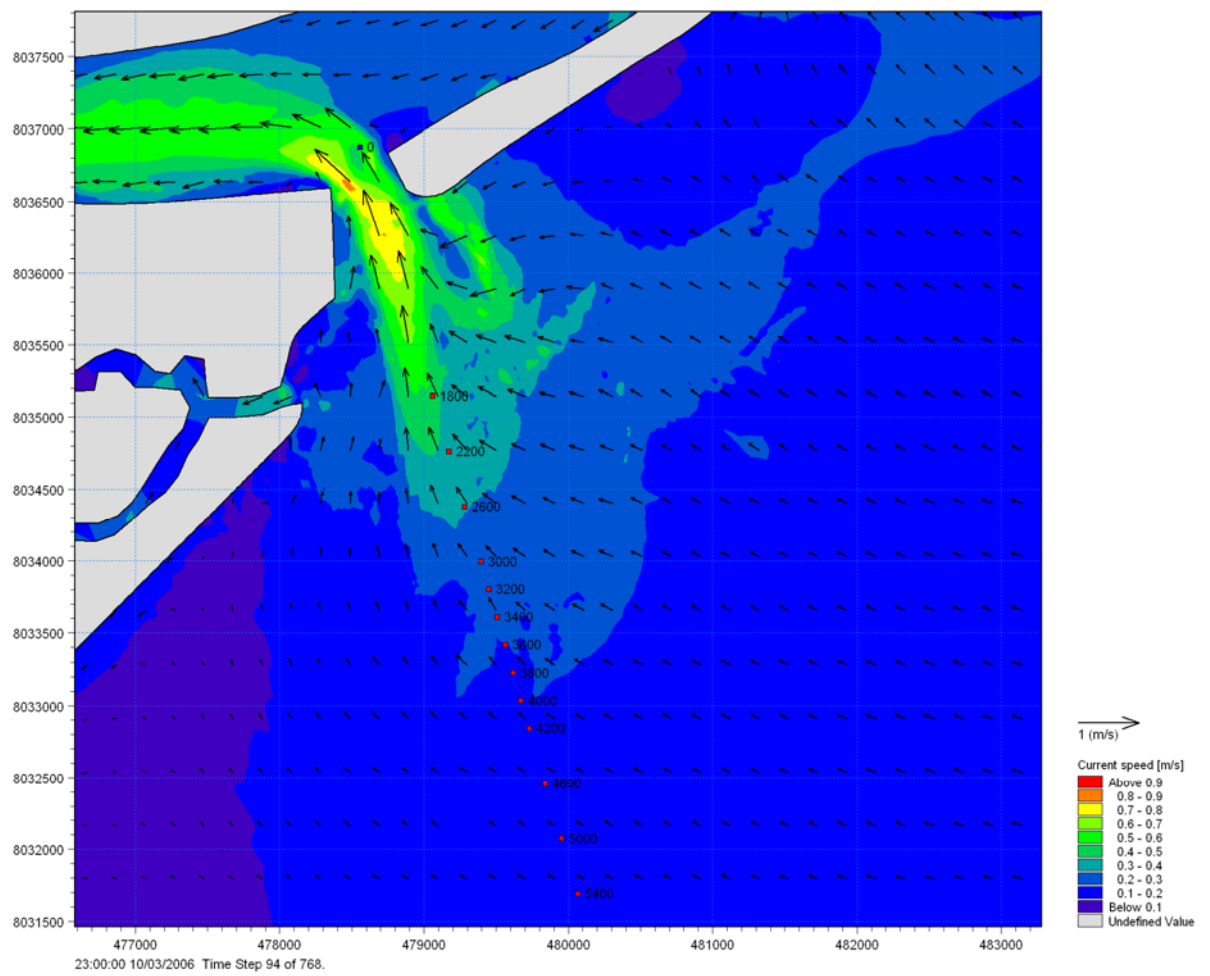 8037500
8037000
8036500
8036000
8035500
8035000
8034500
8034000
8033500
8033000
8032500
8032000
8031500
0
1800
2200
2600
3000
3200
3400
3600
3800
4000
4200
4600
5000
5400
477000 478000 479000 480000 481000 482000 483000
23:00:00 10/03/2006 Time Step 94 of 768.
1 (m/s)
Current speed [m/s]
Above 0.9
0.8 - 0.9
0.7 - 0.8
0.6 - 0.7
0.5 - 0.6
0.4 - 0.5
0.3 - 0.4
0.2 - 0.3
0.1 - 0.2
Below 0.1
Undefined Value